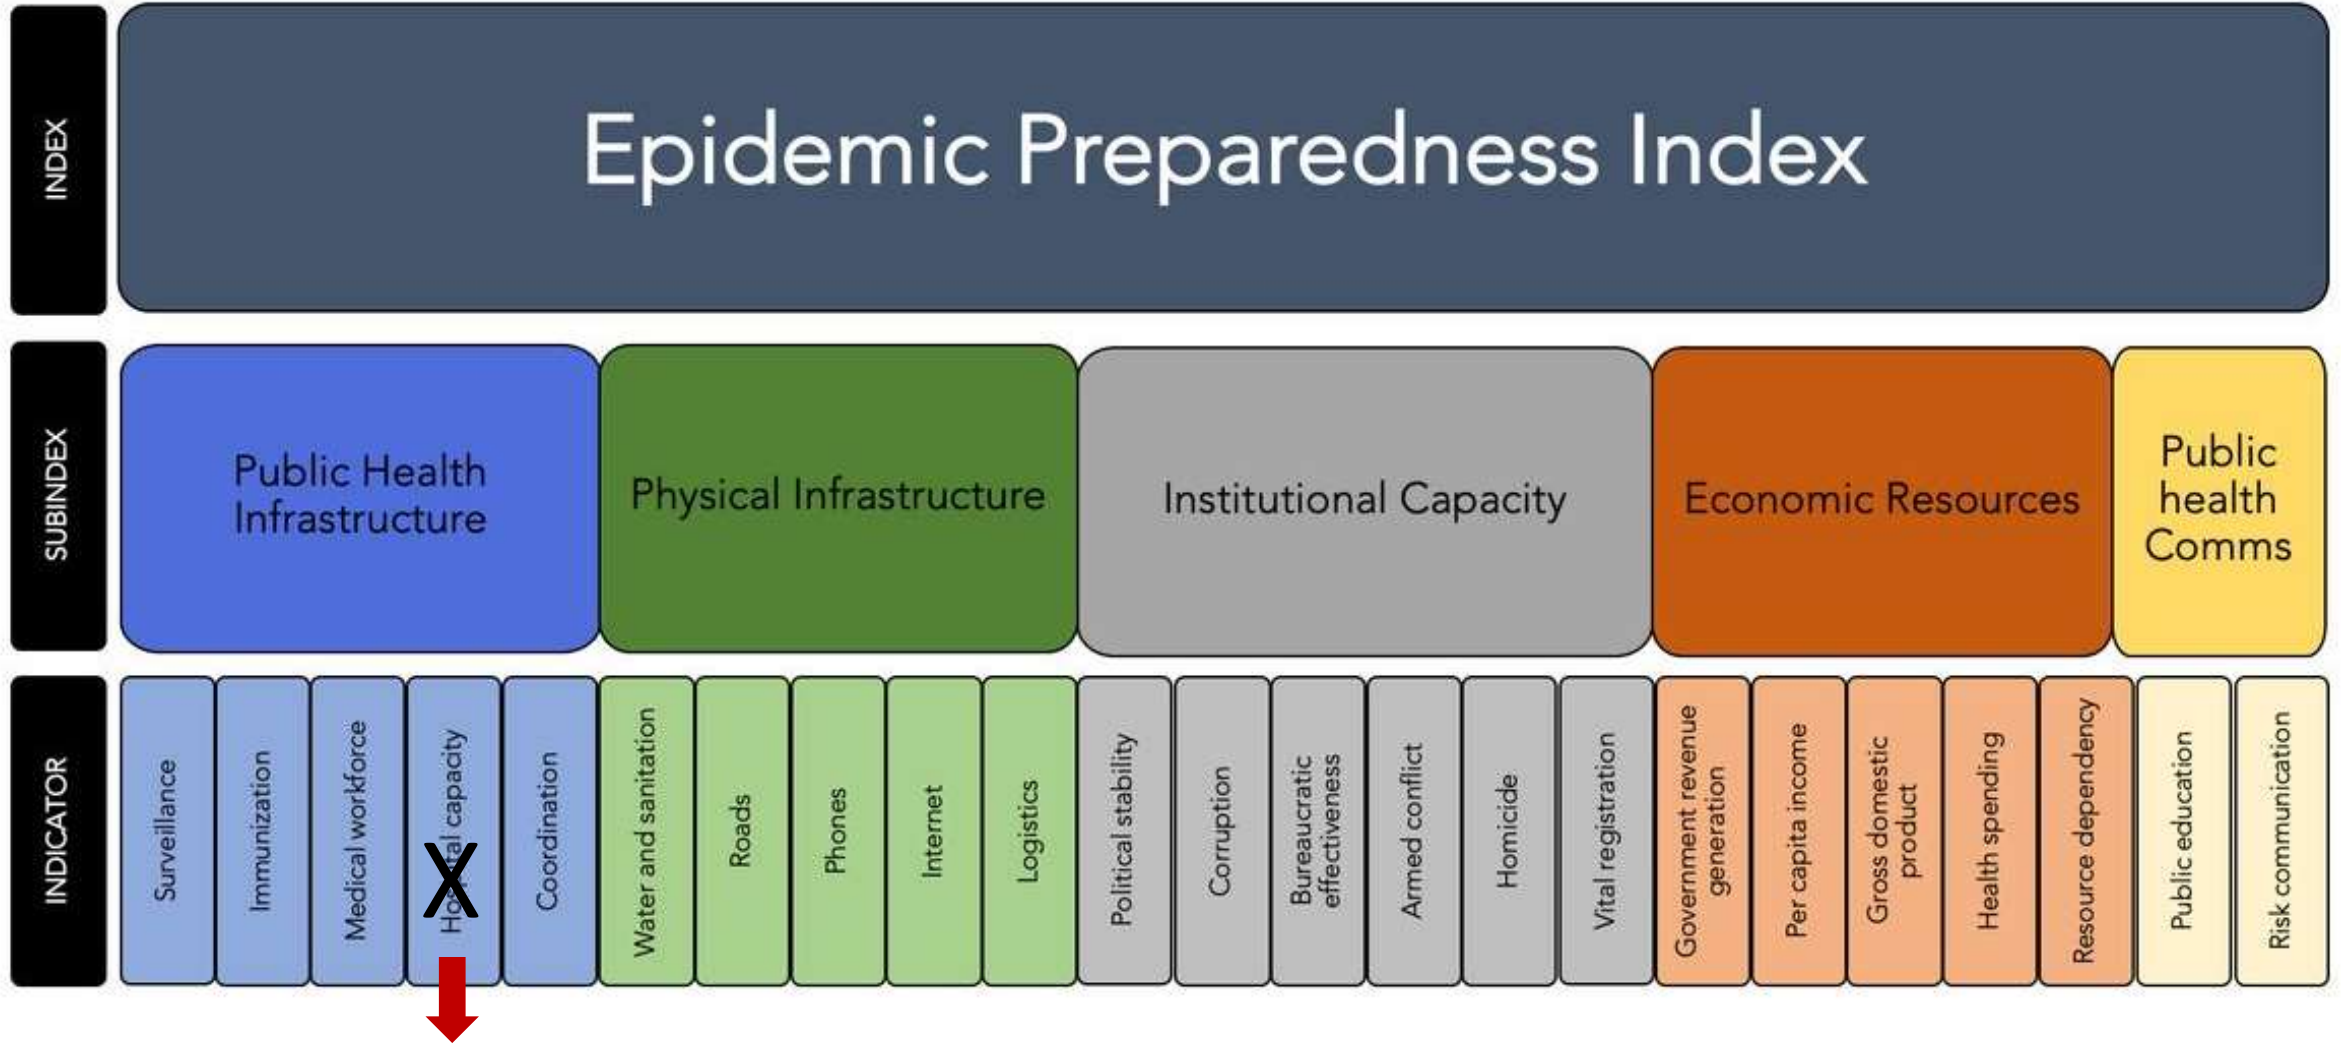 INDEX
Epidemic Preparedness Index
SUBINDEX
Public Health
Infrastructure
Physical Infrastructure
Institutional Capacity
Economic Resources
Public
health
Comms
INDICATOR
Surveillance
Immunization
Medical workforce
Hospital capacity
X
Coordination
Water and sanitation
Roads
Phones
Internet
Logistics
Political stability
Corruption
Bureaucratic
effectiveness
Armed conflict
Homicide
Vital registration
Government revenue
generation
Per capita income
Gross domestic
product
Health spending
Resource dependency
Public education
Risk communication